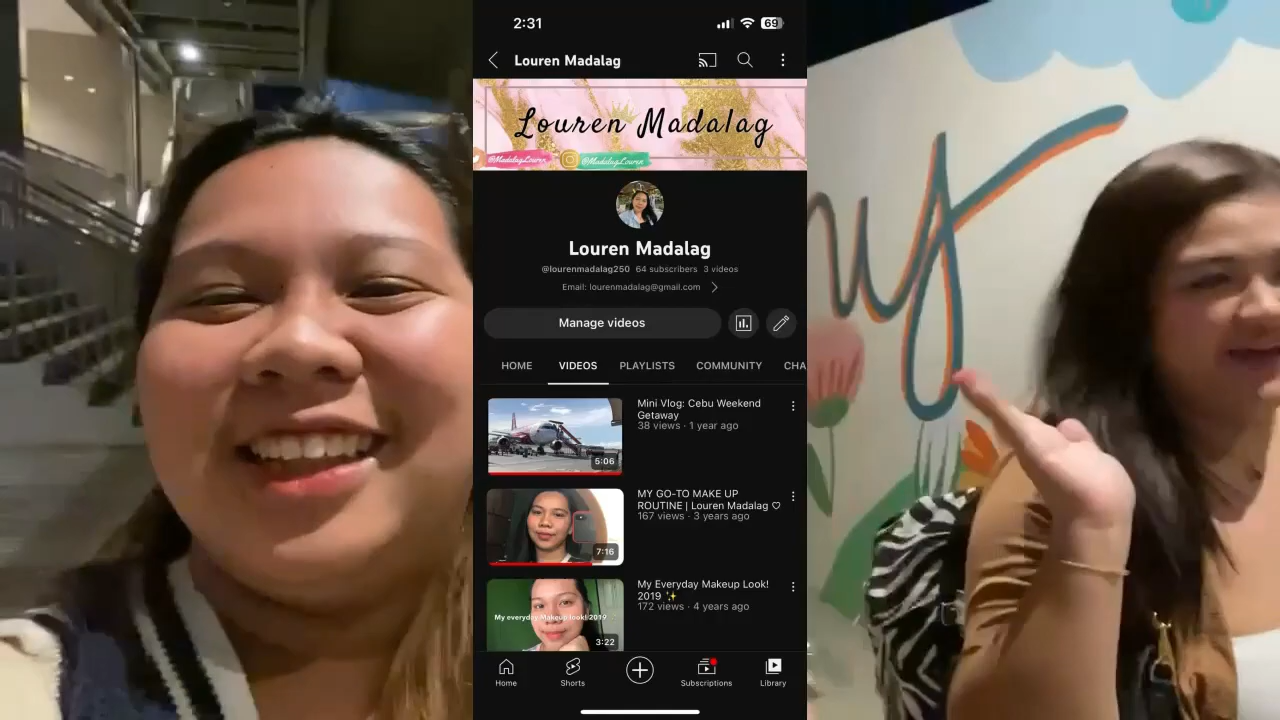 2:31
69
Louren Madalag
Louren Madalag
@MadalagLouren
@MadalagLouren
Louren Madalag
@lourenmadalag250 64 subscribers 3 videos
Email: lourenmadalag@gmail.com
Manage videos
HOME VIDEOS PLAYLISTS COMMUNITY CHA
Mini Vlog: Cebu Weekend
Getaway
38 views · 1 year ago
5:06
MY GO-TO MAKE UP
ROUTINE | Louren Madalag ♡
167 views · 3 years ago
7:16
My Everyday Makeup Look!
2019 ✨
172 views · 4 years ago
My everyday Makeup look! 2019
3:22
Home Shorts Subscriptions Library